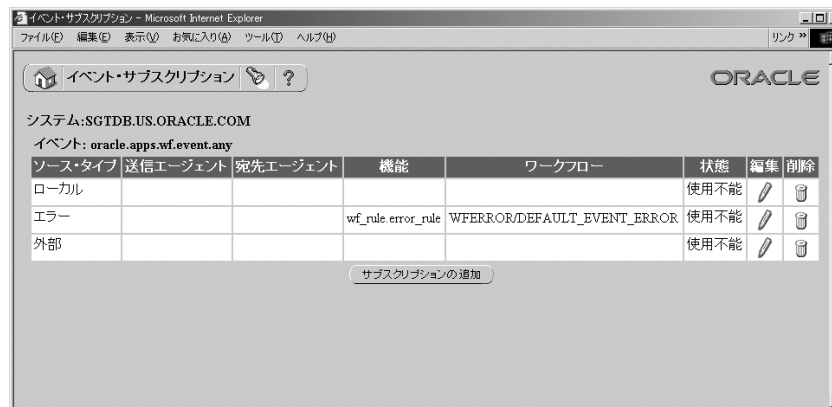 イベント・サブスクリプション - Microsoft Internet Explorer
ファイル(F) 編集(E) 表示(V) お気に入り(A) ツール(T) ヘルプ(H) リンク »
イベント・サブスクリプション ? ORACLE
システム:SGTDB.US.ORACLE.COM
イベント: oracle.apps.wf.event.any
ソース・タイプ 送信エージェント 宛先エージェント 機能 ワークフロー 状態 編集 削除
ローカル 使用不能
エラー wf_rule.error_rule WFERROR/DEFAULT_EVENT_ERROR 使用不能
外部 使用不能
サブスクリプションの追加